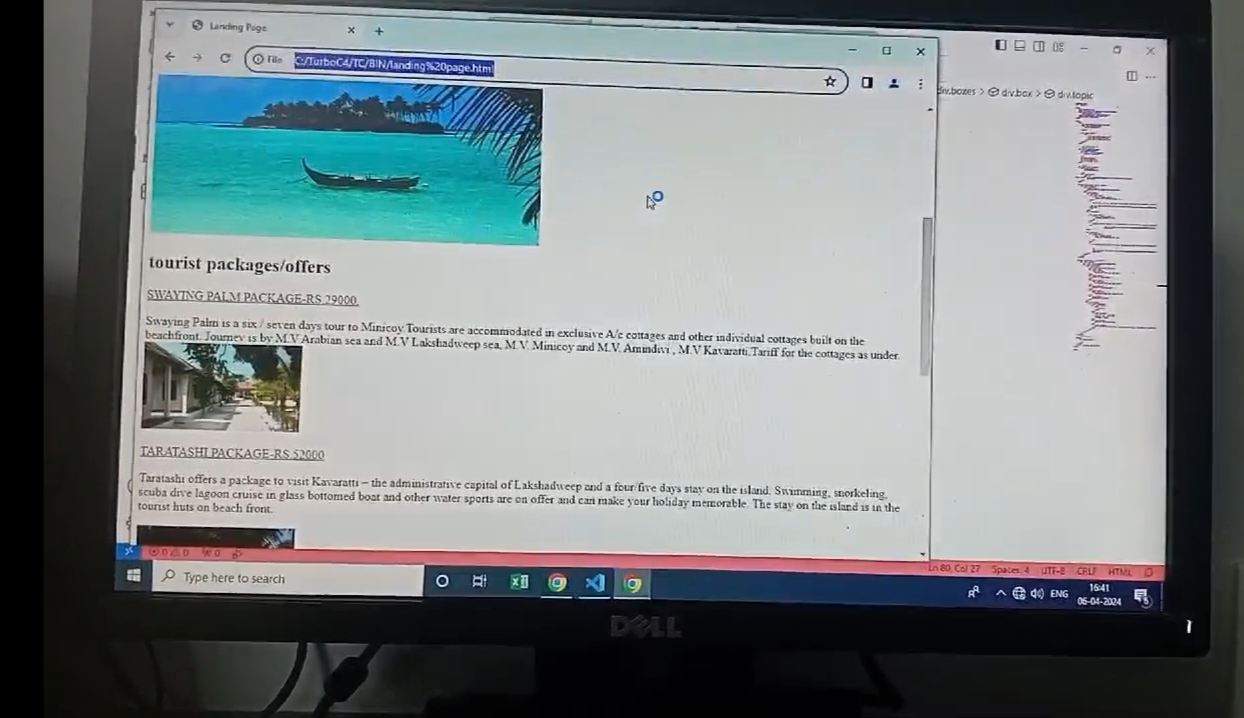 Landing Page
File C:/TurboC4/TC/BIN/landing%20page.html
div.boxes > div.box > div.topic
tourist packages/offers
SWAYING PALM PACKAGE-RS 29000.
Swaying Palm is a six / seven days tour to Minicoy.Tourists are accommodated in exclusive A/c cottages and other individual cottages built on the
beachfront. Journey is by M.V Arabian sea and M.V Lakshadweep sea, M.V. Minicoy and M.V. Amindivi , M.V Kavaratti.Tariff for the cottages as under.
TARATASHI PACKAGE-RS 52000
Taratashi offers a package to visit Kavaratti – the administrative capital of Lakshadweep and a four/five days stay on the island. Swimming, snorkeling,
scuba dive lagoon cruise in glass bottomed boat and other water sports are on offer and can make your holiday memorable. The stay on the island is in the
tourist huts on beach front.
0 0 0
Ln 80, Col 27 Spaces: 4 UTF-8 CRLF HTML
Type here to search
ENG
16:41
06-04-2024
DELL